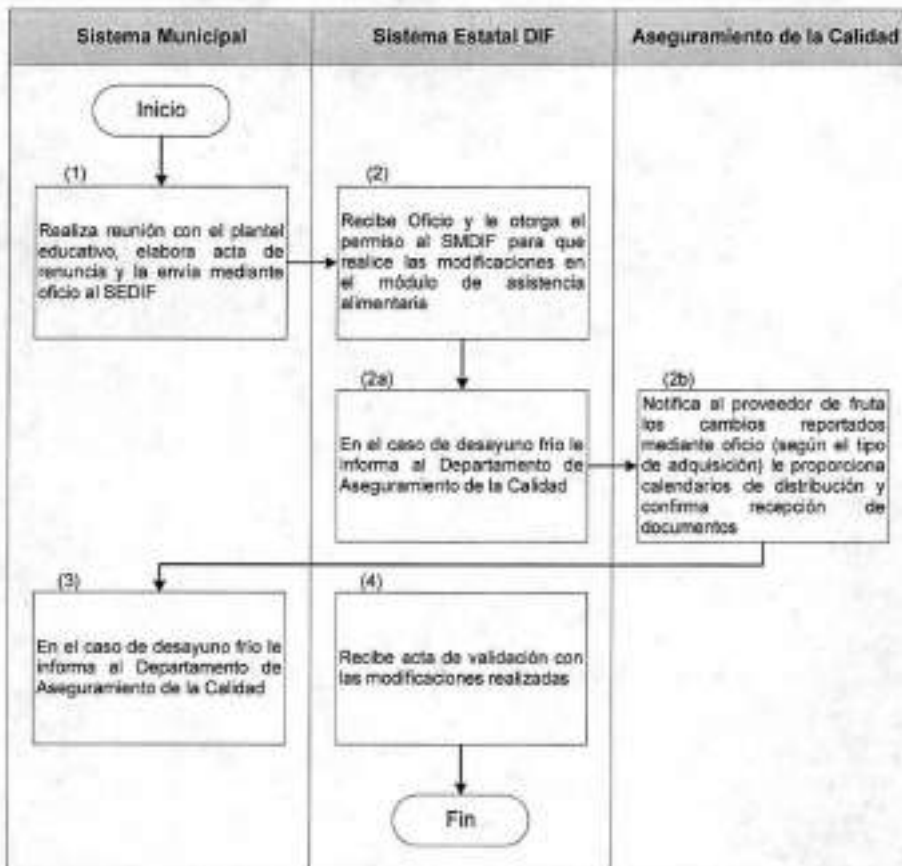 Sistema Municipal
Sistema Estatal DIF
Aseguramiento de la Calidad
Inicio
(1)
Realiza reunión con el plantel
educativo, elabora acta de
renuncia y la envía mediante
oficio al SEDIF
(2)
Recibe Oficio y le otorga el
permiso al SMDIF para que
realice las modificaciones en
el módulo de asistencia
alimentaria
(2a)
En el caso de desayuno frío le
informa al Departamento de
Aseguramiento de la Calidad
(2b)
Notifica al proveedor de fruta
los cambios reportados
mediante oficio (según el tipo
de adquisición) le proporciona
calendarios de distribución y
confirma recepción de
documentos
(3)
En el caso de desayuno frío le
informa al Departamento de
Aseguramiento de la Calidad
(4)
Recibe acta de validación con
las modificaciones realizadas
Fin